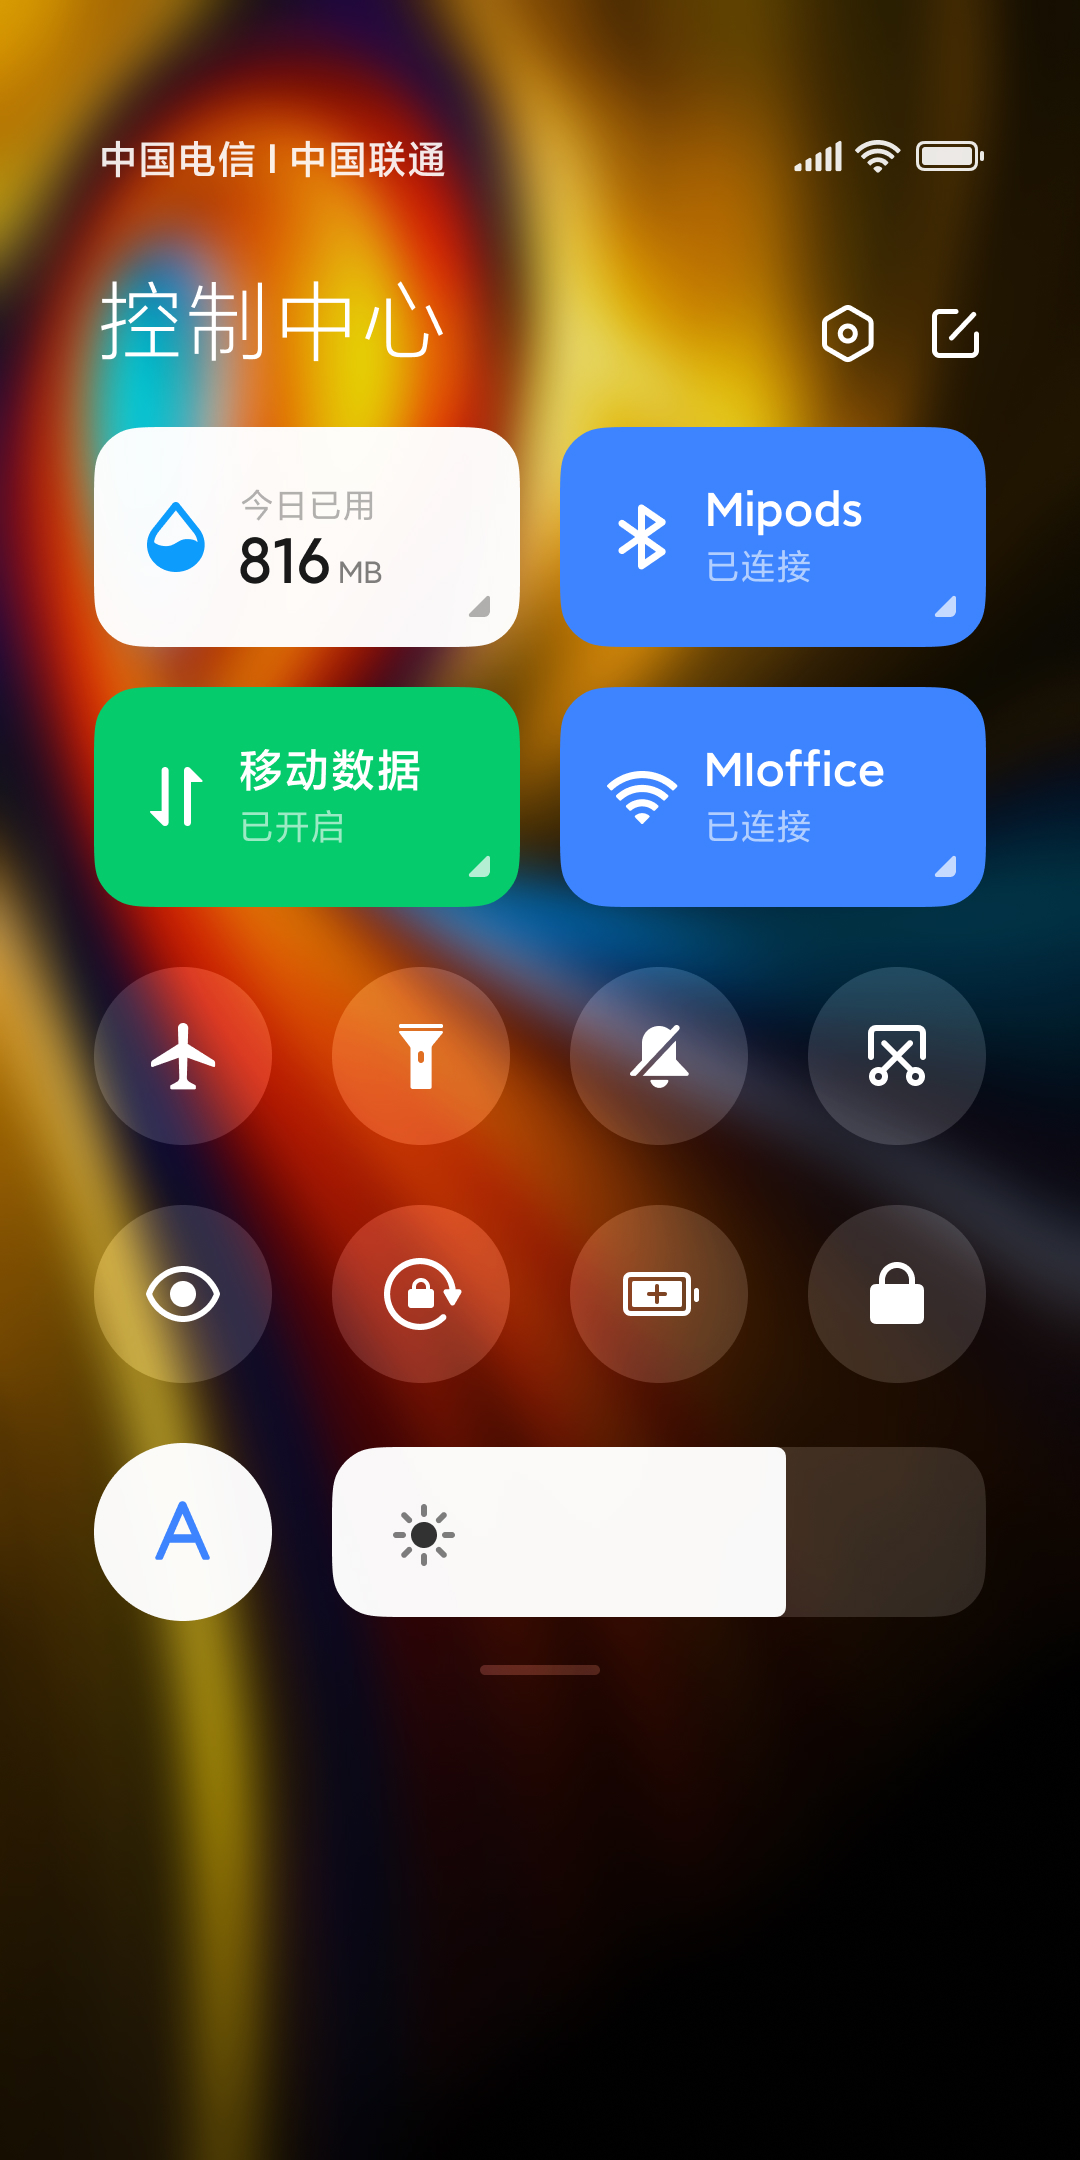 中国电信 | 中国联通
控制中心
今日已用
816 MB
Mipods
已连接
移动数据
已开启
MIoffice
已连接
A